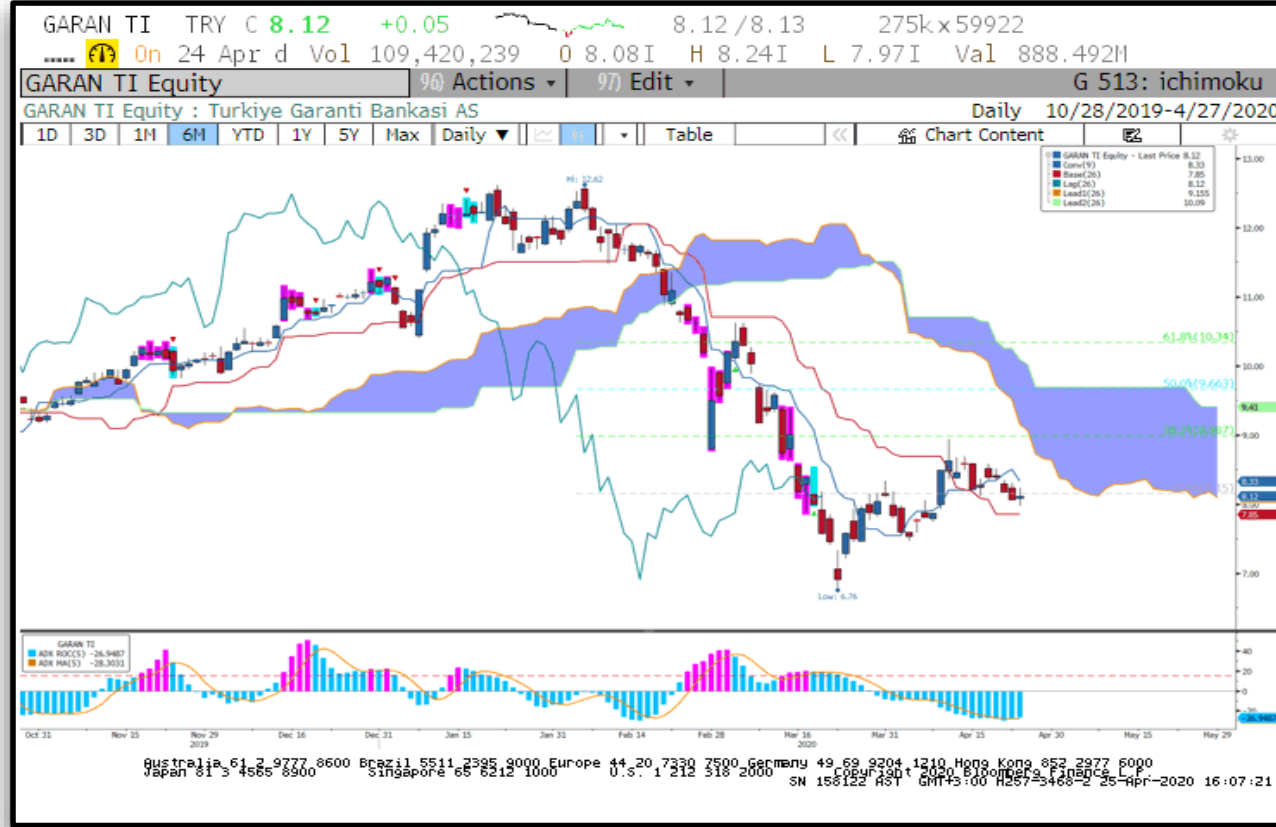 GARAN TI TRY C 8.12 +0.05 8.12 /8.13 275k x 59922
On 24 Apr d Vol 109,420,239 O 8.08I H 8.24I L 7.97I Val 888.492M
GARAN TI Equity 96) Actions 97) Edit G 513: ichimoku
GARAN TI Equity : Turkiye Garanti Bankasi AS Daily 10/28/2019-4/27/2020
1D 3D 1M 6M YTD 1Y 5Y Max Daily ▼ Table Chart Content
GARAN TI Equity - Last Price 8.12
Conv(9) 8.33
Base(26) 7.85
Lag(26) 8.12
Lead1(26) 9.155
Lead2(26) 10.09
13.00
Hi: 12.62
12.00
11.00
61.8%(10.34)
10.00
50.0%(9.663)
9.41
9.00
8.33
8.12
8.00
7.85
7.00
Low: 6.76
GARAN TI
ADX ROC(5) -26.9487
ADX MA(5) -28.3031
40
20
0
-20
-26.9487
Oct 31 Nov 15 Nov 29 Dec 16 Dec 31 Jan 15 Jan 31 Feb 14 Feb 28 Mar 16 Mar 31 Apr 15 Apr 30 May 15 May 29
2019 2020
Australia 61 2 9777 8600 Brazil 5511 2395 9000 Europe 44 20 7330 7500 Germany 49 69 9204 1210 Hong Kong 852 2977 6000
Japan 81 3 4565 8900 Singapore 65 6212 1000 U.S. 1 212 318 2000 Copyright 2020 Bloomberg Finance L.P.
SN 158122 AST GMT+3:00 H257-3468-2 25-Apr-2020 16:07:21